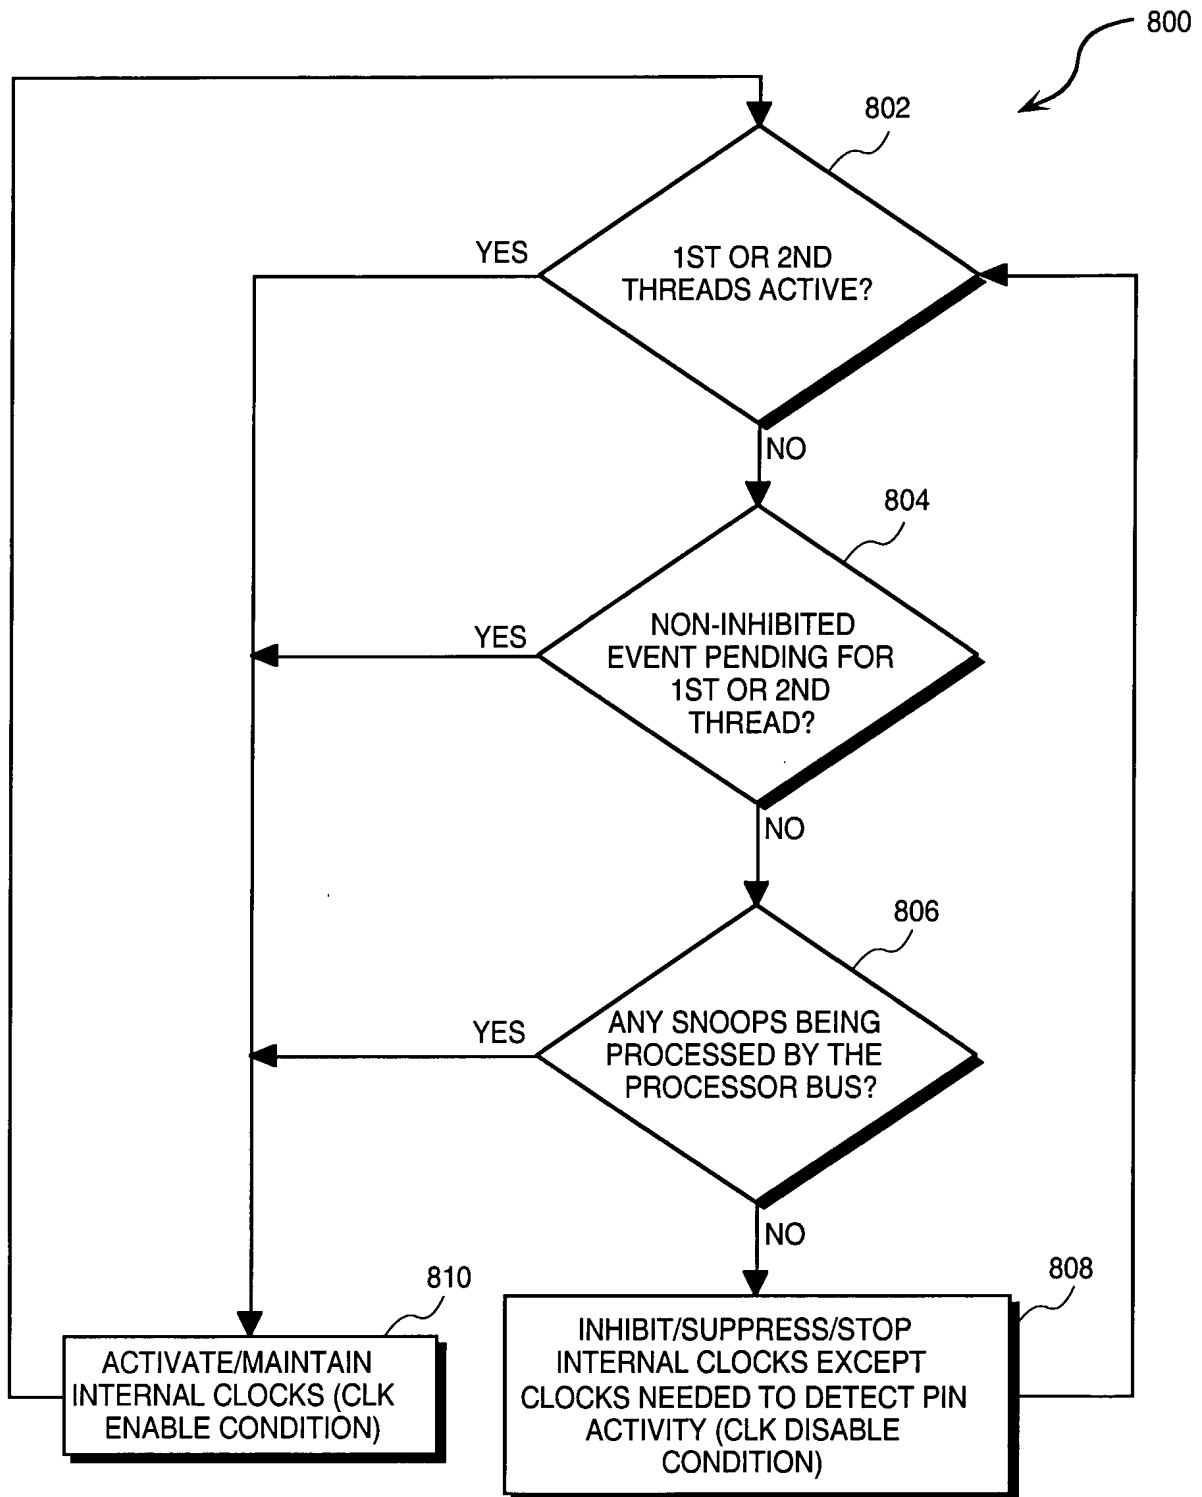 800
802
YES
1ST OR 2ND
THREADS ACTIVE?
NO
804
YES
NON-INHIBITED
EVENT PENDING FOR
1ST OR 2ND
THREAD?
NO
806
YES
ANY SNOOPS BEING
PROCESSED BY THE
PROCESSOR BUS?
NO
810
808
ACTIVATE/MAINTAIN
INTERNAL CLOCKS (CLK
ENABLE CONDITION)
INHIBIT/SUPPRESS/STOP
INTERNAL CLOCKS EXCEPT
CLOCKS NEEDED TO DETECT PIN
ACTIVITY (CLK DISABLE
CONDITION)